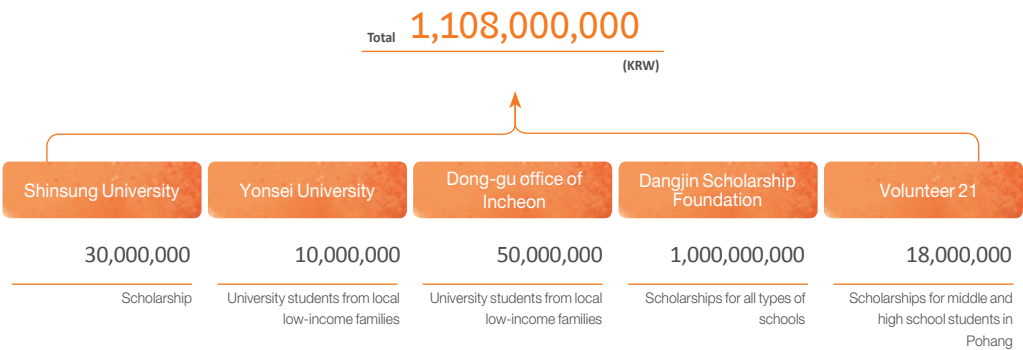 Total 1,108,000,000
(KRW)
Shinsung University
Yonsei University
Dong-gu office of
Incheon
Dangjin Scholarship
Foundation
Volunteer 21
30,000,000
10,000,000
50,000,000
1,000,000,000
18,000,000
Scholarship
University students from local
low-income families
University students from local
low-income families
Scholarships for all types of
schools
Scholarships for middle and
high school students in
Pohang